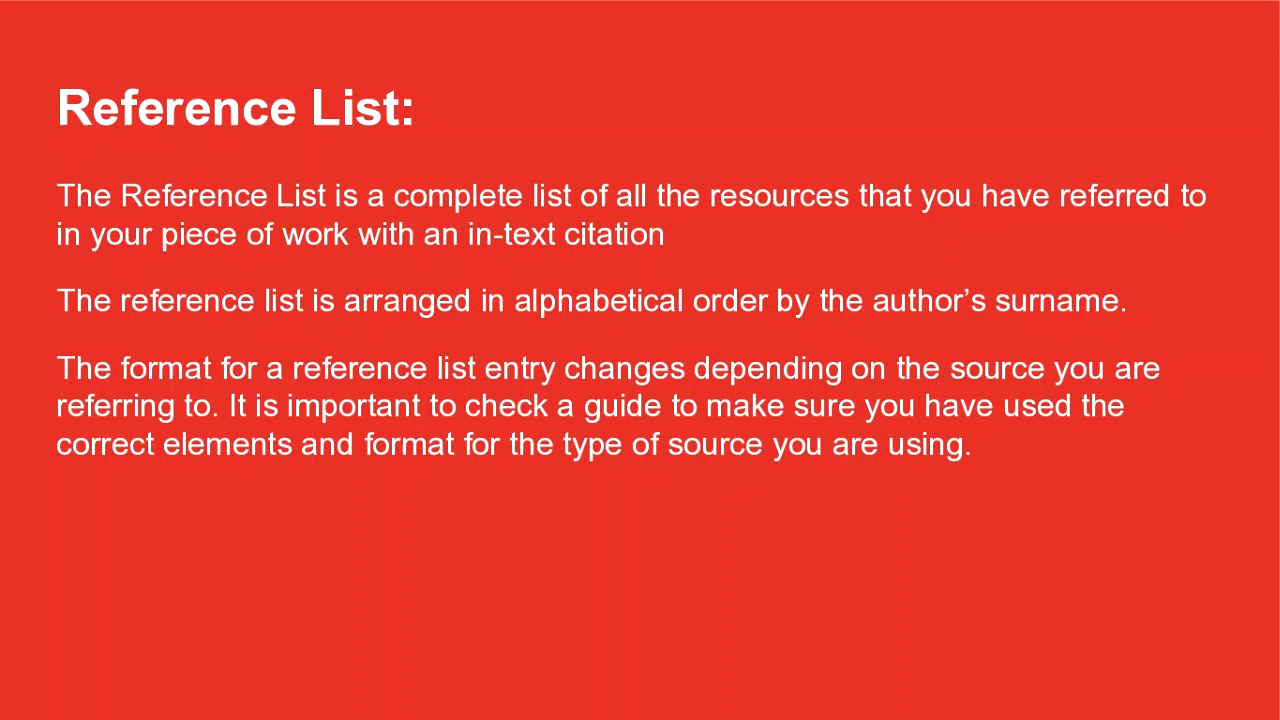 Reference List:
The Reference List is a complete list of all the resources that you have referred to
in your piece of work with an in-text citation
The reference list is arranged in alphabetical order by the author’s surname.
The format for a reference list entry changes depending on the source you are
referring to. It is important to check a guide to make sure you have used the
correct elements and format for the type of source you are using.